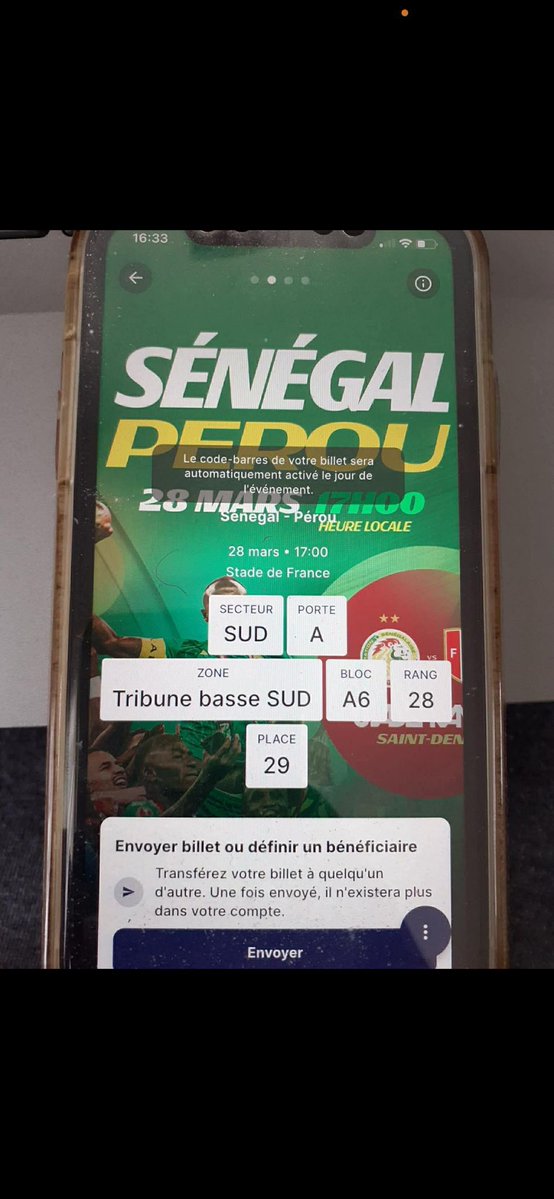 16:33
SÉNÉGAL
PEROU
Le code-barres de votre billet sera
automatiquement activé le jour de
l'événement.
28 MARS 17H00
Sénégal - Pérou
HEURE LOCALE
28 mars • 17:00
Stade de France
SECTEUR
SUD
PORTE
A
ZONE
Tribune basse SUD
BLOC
A6
RANG
28
VS
F
SAINT-DEN
PLACE
29
Envoyer billet ou définir un bénéficiaire
Transférez votre billet à quelqu'un
d'autre. Une fois envoyé, il n'existera plus
dans votre compte.
Envoyer